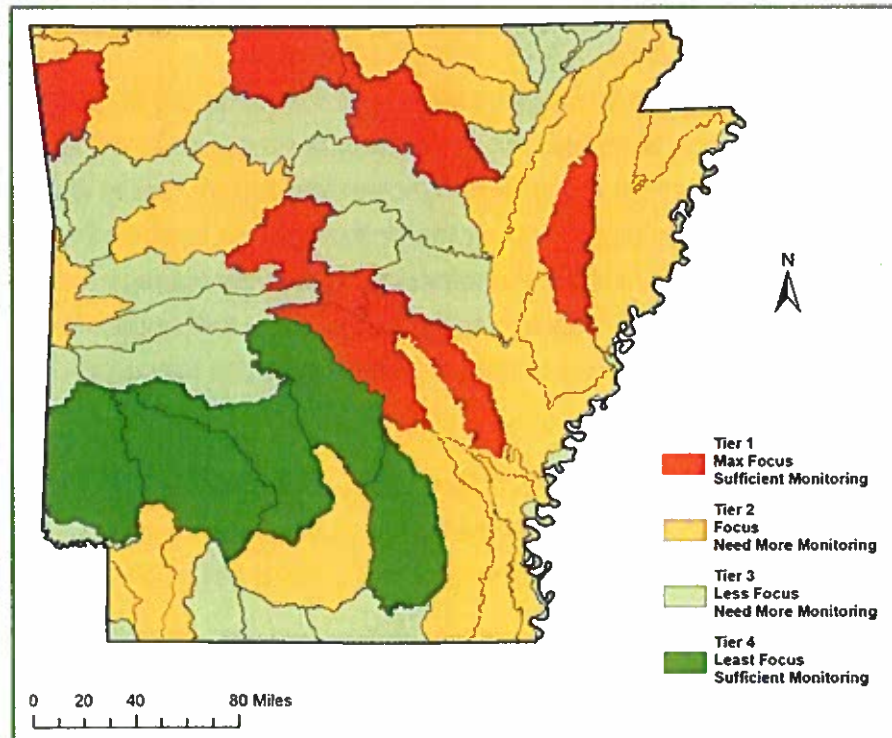 N
Tier 1
Max Focus
Sufficient Monitoring
Tier 2
Focus
Need More Monitoring
Tier 3
Less Focus
Need More Monitoring
Tier 4
Least Focus
Sufficient Monitoring
0 20 40 80 Miles